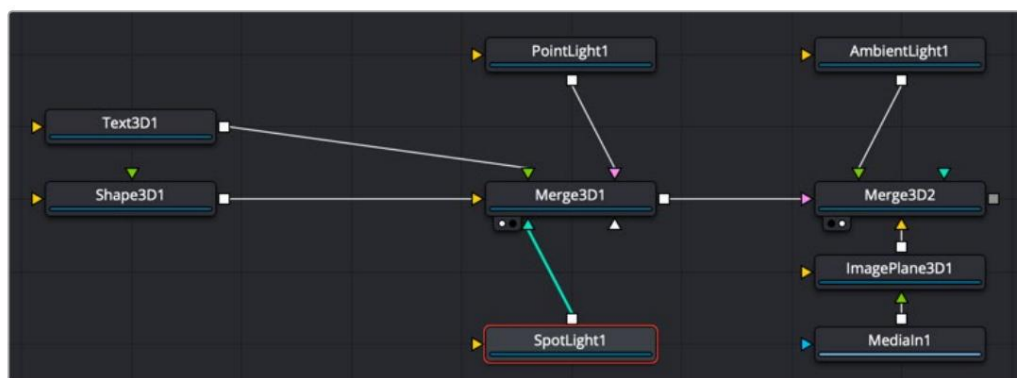 PointLight1
AmbientLight1
Text3D1
Shape3D1
Merge3D1
Merge3D2
ImagePlane3D1
SpotLight1
MediaIn1